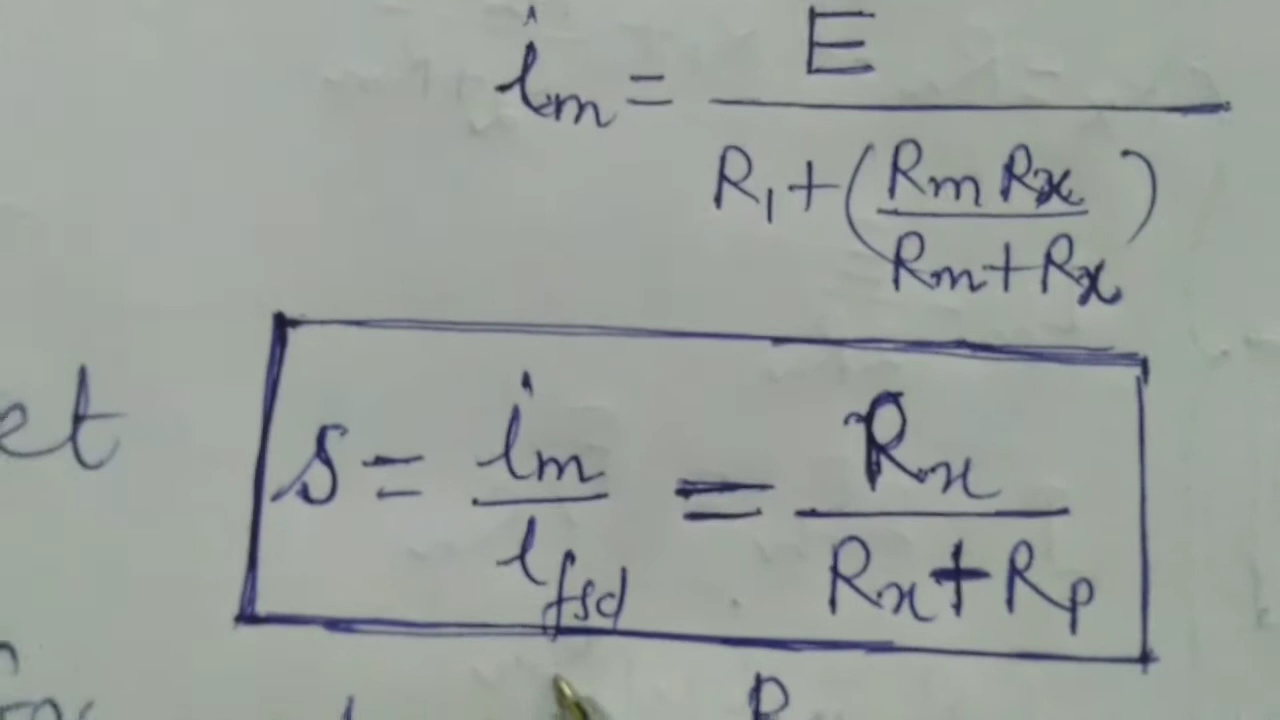 im = E / (R1 + (Rm Rx / Rm + Rx))
et
S = im / ifsd = Rx / (Rx + Rp)
R